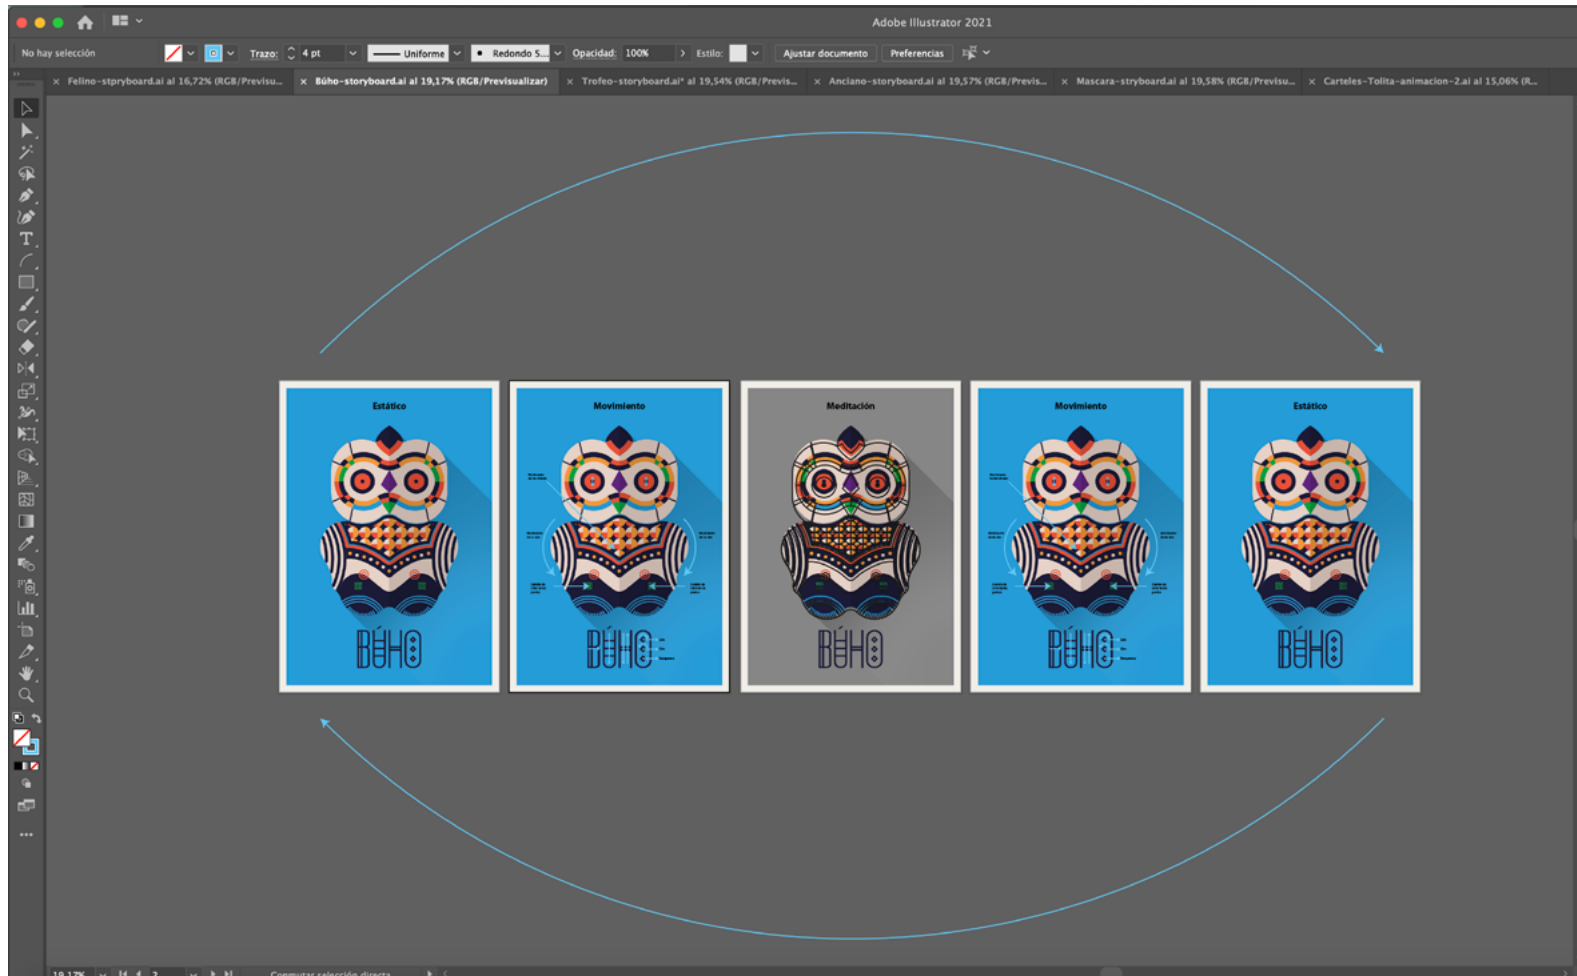 Adobe Illustrator 2021
No hay selección Trazo: 4 pt Uniforme Redondo 5... Opacidad: 100% Estilo: Ajustar documento Preferencias
Felino-stpryboard.ai al 16,72% (RGB/Previsu... Búho-storyboard.ai al 19,17% (RGB/Previsualizar) Trofeo-storyboard.ai* al 19,54% (RGB/Previs... Anciano-storyboard.ai al 19,57% (RGB/Previs... Mascara-stryboard.ai al 19,58% (RGB/Previsu... Carteles-Tolita-animacion-2.ai al 15,06% (R...
Estático Movimiento Meditación Movimiento Estático
BÚHO BÚHO BÚHO BÚHO BÚHO
19,17% 2 Conmutar selección directa